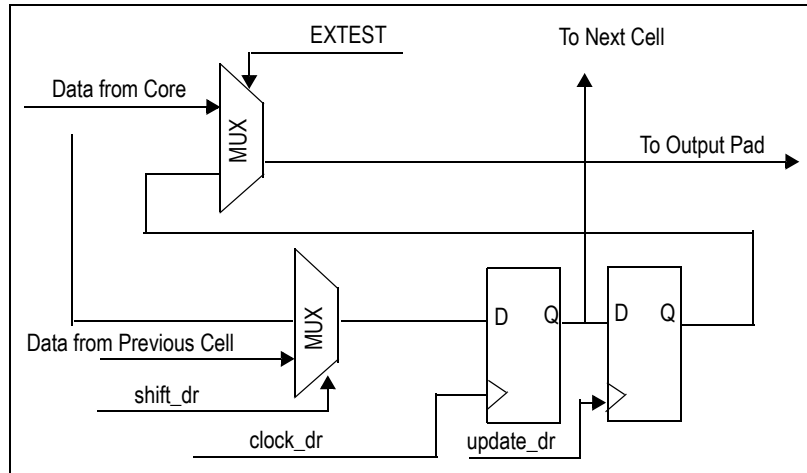 EXTEST
To Next Cell
Data from Core
MUX
To Output Pad
MUX
D Q
D Q
Data from Previous Cell
shift_dr
clock_dr
update_dr